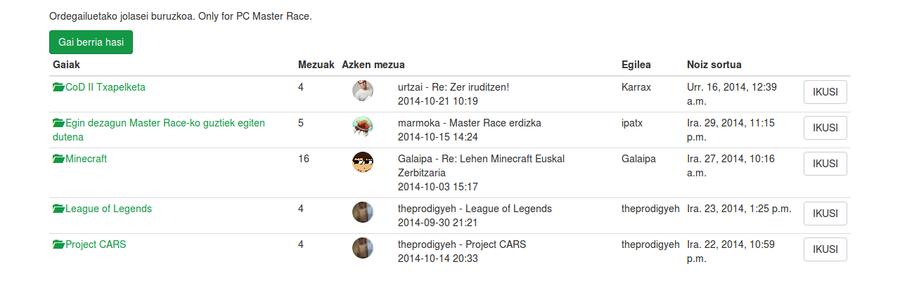 Ordegailuetako jolasei buruzkoa. Only for PC Master Race.
Gai berria hasi
Gaiak Mezuak Azken mezua Egilea Noiz sortua
CoD II Txapelketa 4 urtzai - Re: Zer iruditzen! Karrax Urr. 16, 2014, 12:39 IKUSI
2014-10-21 10:19 a.m.
Egin dezagun Master Race-ko guztiek egiten 5 marmoka - Master Race erdizka ipatx Ira. 29, 2014, 11:15 IKUSI
dutena 2014-10-15 14:24 p.m.
Minecraft 16 Galaipa - Re: Lehen Minecraft Euskal Galaipa Ira. 27, 2014, 10:16 IKUSI
Zerbitzaria a.m.
2014-10-03 15:17
League of Legends 4 theprodigyeh - League of Legends theprodigyeh Ira. 23, 2014, 1:25 p.m. IKUSI
2014-09-30 21:21
Project CARS 4 theprodigyeh - Project CARS theprodigyeh Ira. 22, 2014, 10:59 IKUSI
2014-10-14 20:33 p.m.